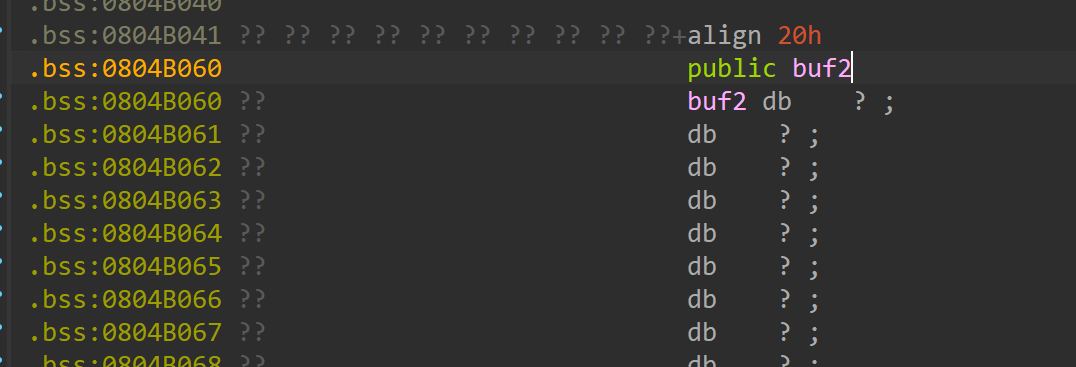 .bss:0804B040
.bss:0804B041 ?? ?? ?? ?? ?? ?? ?? ?? ?? ??+align 20h
.bss:0804B060 public buf2
.bss:0804B060 ?? buf2 db ? ;
.bss:0804B061 ?? db ? ;
.bss:0804B062 ?? db ? ;
.bss:0804B063 ?? db ? ;
.bss:0804B064 ?? db ? ;
.bss:0804B065 ?? db ? ;
.bss:0804B066 ?? db ? ;
.bss:0804B067 ?? db ? ;
.bss:0804B068 ?? db ? ;